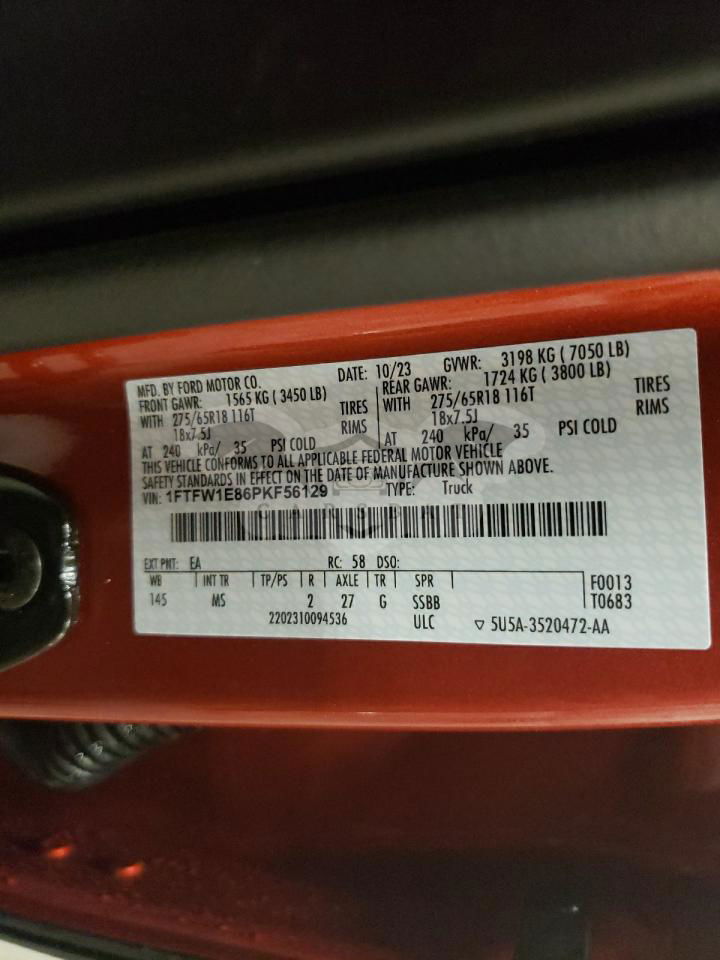 MFD. BY FORD MOTOR CO. DATE: 10/23 GVWR: 3198 KG ( 7050 LB)
FRONT GAWR: 1565 KG ( 3450 LB) REAR GAWR: 1724 KG ( 3800 LB)
WITH 275/65R18 116T TIRES WITH 275/65R18 116T TIRES
18x7.5J RIMS 18x7.5J RIMS
AT 240 kPa/ 35 PSI COLD AT 240 kPa/ 35 PSI COLD
THIS VEHICLE CONFORMS TO ALL APPLICABLE FEDERAL MOTOR VEHICLE
SAFETY STANDARDS IN EFFECT ON THE DATE OF MANUFACTURE SHOWN ABOVE.
VIN: 1FTFW1E86PKF56129 TYPE: Truck
EXT PNT: EA RC: 58 DSO:
WB INT TR TP/PS R AXLE TR SPR F0013
145 MS 2 27 G SSBB T0683
2202310094536 ULC ▽ 5U5A-3520472-AA